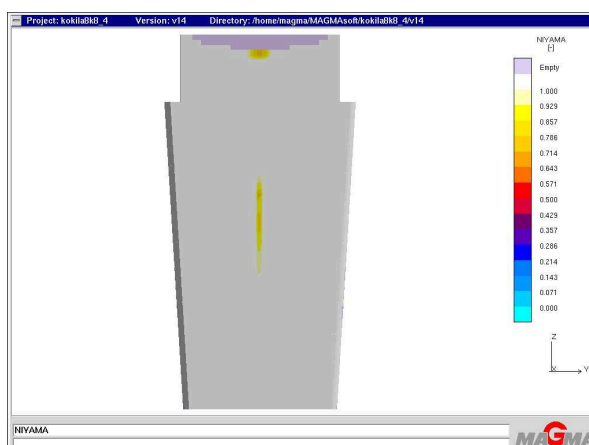 Project: kokila8k8_4 Version: v14 Directory: /home/magma/MAGMAsoft/kokila8k8_4/v14
NIYAMA
[-]
Empty
1.000
0.929
0.857
0.786
0.714
0.643
0.571
0.500
0.429
0.357
0.286
0.214
0.143
0.071
0.000
Z
X Y
NIYAMA
MAGMA